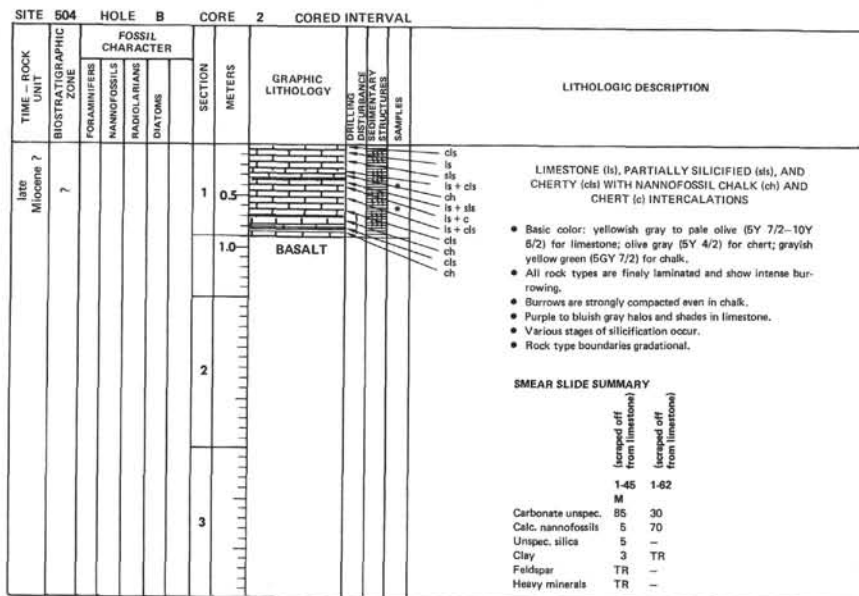 SITE 504 HOLE B CORE 2 CORED INTERVAL
TIME – ROCK UNIT
BIOSTRATIGRAPHIC ZONE
FOSSIL CHARACTER
FORAMINIFERS
NANNOFOSSILS
RADIOLARIANS
DIATOMS
SECTION
METERS
GRAPHIC LITHOLOGY
DRILLING DISTURBANCE
SEDIMENTARY STRUCTURES
SAMPLES
LITHOLOGIC DESCRIPTION
late Miocene ?
?
1
0.5
1.0
BASALT
2
3
*
*
cls
ls
sls
ls + cls
ch
ls + sls
ls + c
ls + cls
cls
ch
cls
ch
LIMESTONE (ls), PARTIALLY SILICIFIED (sls), AND
CHERTY (cls) WITH NANNOFOSSIL CHALK (ch) AND
CHERT (c) INTERCALATIONS
● Basic color: yellowish gray to pale olive (5Y 7/2–10Y
6/2) for limestone; olive gray (5Y 4/2) for chert; grayish
yellow green (5GY 7/2) for chalk.
● All rock types are finely laminated and show intense bur-
rowing.
● Burrows are strongly compacted even in chalk.
● Purple to bluish gray halos and shades in limestone.
● Various stages of silicification occur.
● Rock type boundaries gradational.
SMEAR SLIDE SUMMARY
(scraped off from limestone)
(scraped off from limestone)
1-45 1-62
M
Carbonate unspec. 85 30
Calc. nannofossils 5 70
Unspec. silica 5 –
Clay 3 TR
Feldspar TR –
Heavy minerals TR –